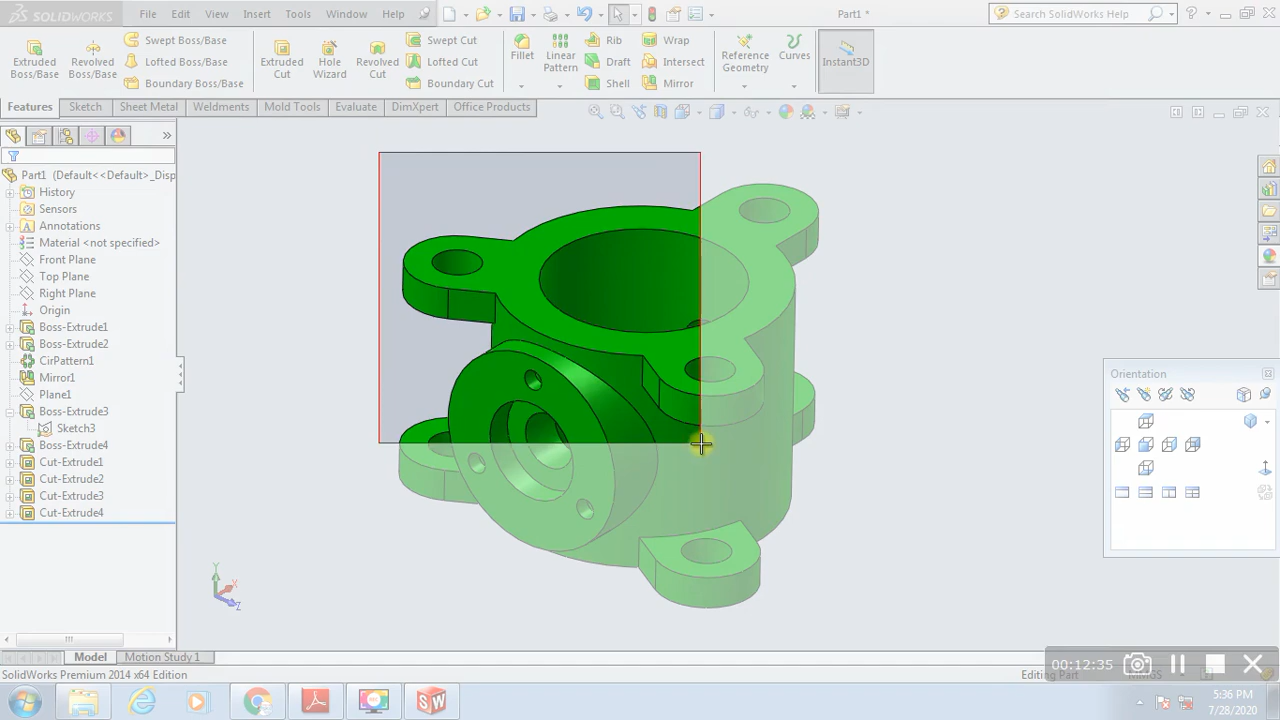 SOLIDWORKS File Edit View Insert Tools Window Help Part1 * Search SolidWorks Help
Extruded Boss/Base
Revolved Boss/Base
Swept Boss/Base
Lofted Boss/Base
Boundary Boss/Base
Extruded Cut
Hole Wizard
Revolved Cut
Swept Cut
Lofted Cut
Boundary Cut
Fillet
Linear Pattern
Rib
Draft
Shell
Wrap
Intersect
Mirror
Reference Geometry
Curves
Instant3D
Features Sketch Sheet Metal Weldments Mold Tools Evaluate DimXpert Office Products
Part1 (Default<<Default>_Disp
History
Sensors
Annotations
Material <not specified>
Front Plane
Top Plane
Right Plane
Origin
Boss-Extrude1
Boss-Extrude2
CirPattern1
Mirror1
Plane1
Boss-Extrude3
Sketch3
Boss-Extrude4
Cut-Extrude1
Cut-Extrude2
Cut-Extrude3
Cut-Extrude4
Orientation
Y
X
Z
Model Motion Study 1
00:12:35
SolidWorks Premium 2014 x64 Edition Editing Part MMGS
5:36 PM
7/28/2020